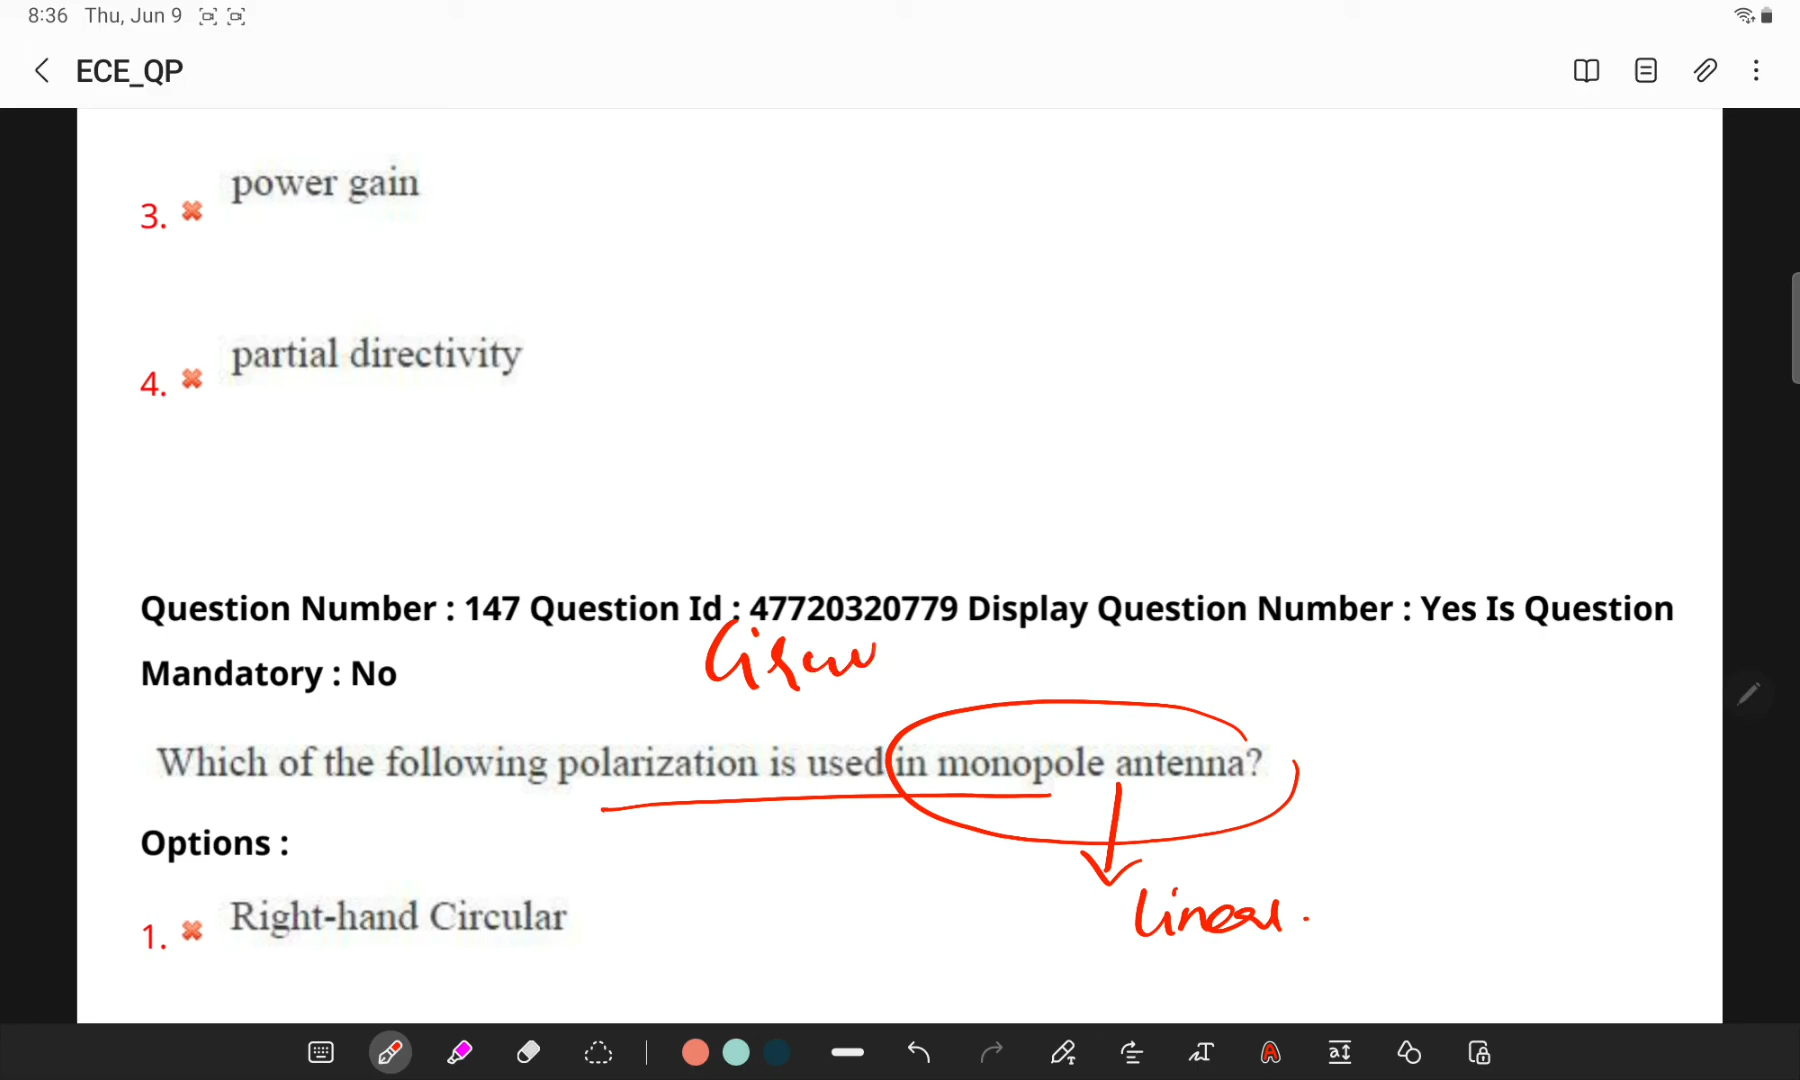 8:36 Thu, Jun 9
ECE_QP
power gain
3.
partial directivity
4.
Question Number : 147 Question Id : 47720320779 Display Question Number : Yes Is Question
Mandatory : No
Which of the following polarization is used in monopole antenna?
Options :
Right-hand Circular
1.
Linear.